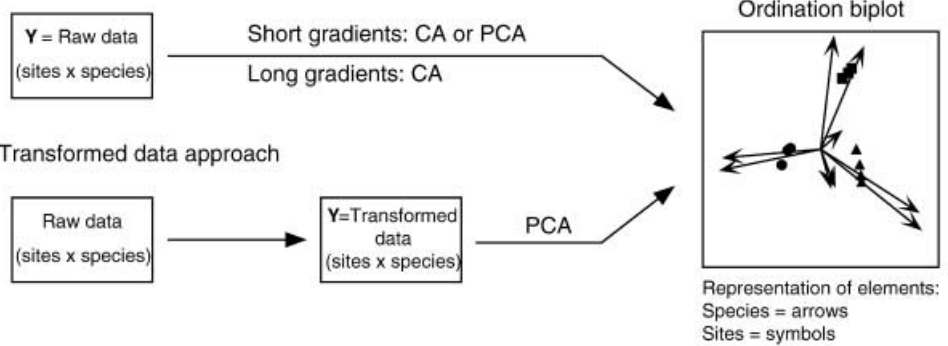 Ordination biplot
Y = Raw data
(sites x species)
Short gradients: CA or PCA
Long gradients: CA
Transformed data approach
Raw data
(sites x species)
Y=Transformed
data
(sites x species)
PCA
Representation of elements:
Species = arrows
Sites = symbols